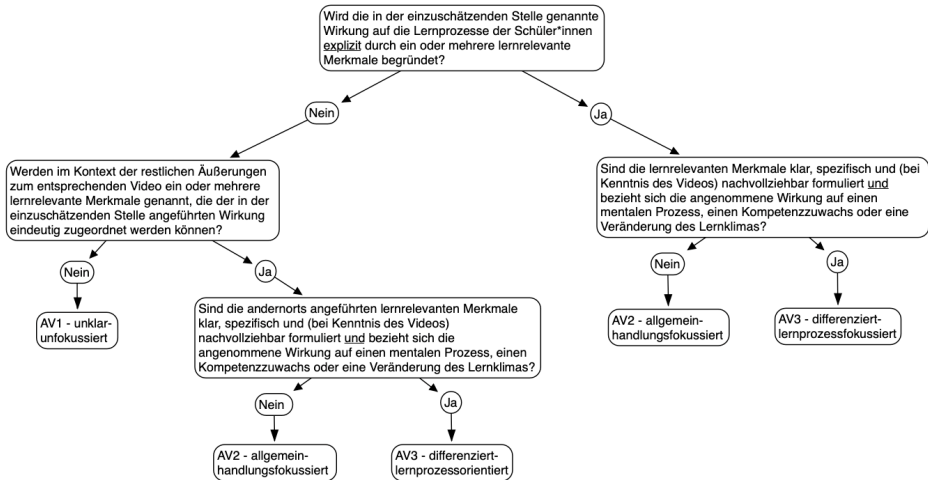 Wird die in der einzuschätzenden Stelle genannte
Wirkung auf die Lernprozesse der Schüler*innen
explizit durch ein oder mehrere lernrelevante
Merkmale begründet?
Nein
Ja
Werden im Kontext der restlichen Äußerungen
zum entsprechenden Video ein oder mehrere
lernrelevante Merkmale genannt, die der in der
einzuschätzenden Stelle angeführten Wirkung
eindeutig zugeordnet werden können?
Sind die lernrelevanten Merkmale klar, spezifisch und (bei
Kenntnis des Videos) nachvollziehbar formuliert und
bezieht sich die angenommene Wirkung auf einen
mentalen Prozess, einen Kompetenzzuwachs oder eine
Veränderung des Lernklimas?
Nein
Ja
Nein
Ja
AV1 - unklar-
unfokussiert
Sind die andernorts angeführten lernrelevanten Merkmale
klar, spezifisch und (bei Kenntnis des Videos)
nachvollziehbar formuliert und bezieht sich die
angenommene Wirkung auf einen mentalen Prozess, einen
Kompetenzzuwachs oder eine Veränderung des Lernklimas?
AV2 - allgemein-
handlungsfokussiert
AV3 - differenziert-
lernprozessfokussiert
Nein
Ja
AV2 - allgemein-
handlungsfokussiert
AV3 - differenziert-
lernprozessorientiert